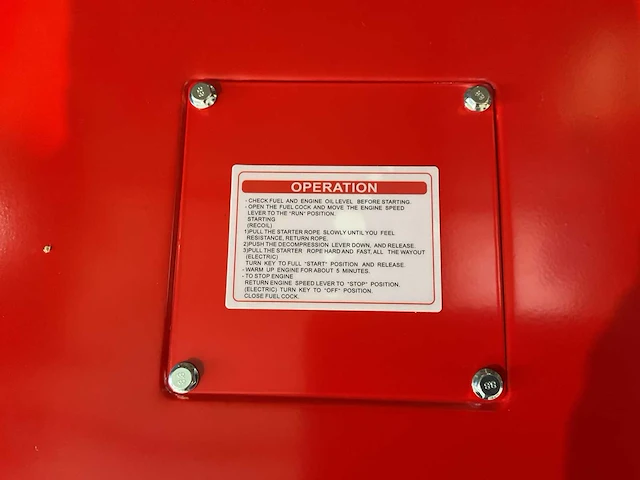 OPERATION
- CHECK FUEL AND ENGINE OIL LEVEL BEFORE STARTING.
- OPEN THE FUEL COCK AND MOVE THE ENGINE SPEED
LEVER TO THE "RUN" POSITION.
STARTING
(RECOIL)
1)PULL THE STARTER ROPE SLOWLY UNTIL YOU FEEL
RESISTANCE, RETURN ROPE.
2)PUSH THE DECOMPRESSION LEVER DOWN, AND RELEASE.
3)PULL THE STARTER ROPE HARD AND FAST, ALL THE WAYOUT
(ELECTRIC)
TURN KEY TO FULL "START" POSITION AND RELEASE.
- WARM UP ENGINE FOR ABOUT 5 MINUTES.
- TO STOP ENGINE
RETURN ENGINE SPEED LEVER TO "STOP" POSITION.
(ELECTRIC) TURN KEY TO "OFF" POSITION.
CLOSE FUEL COCK.